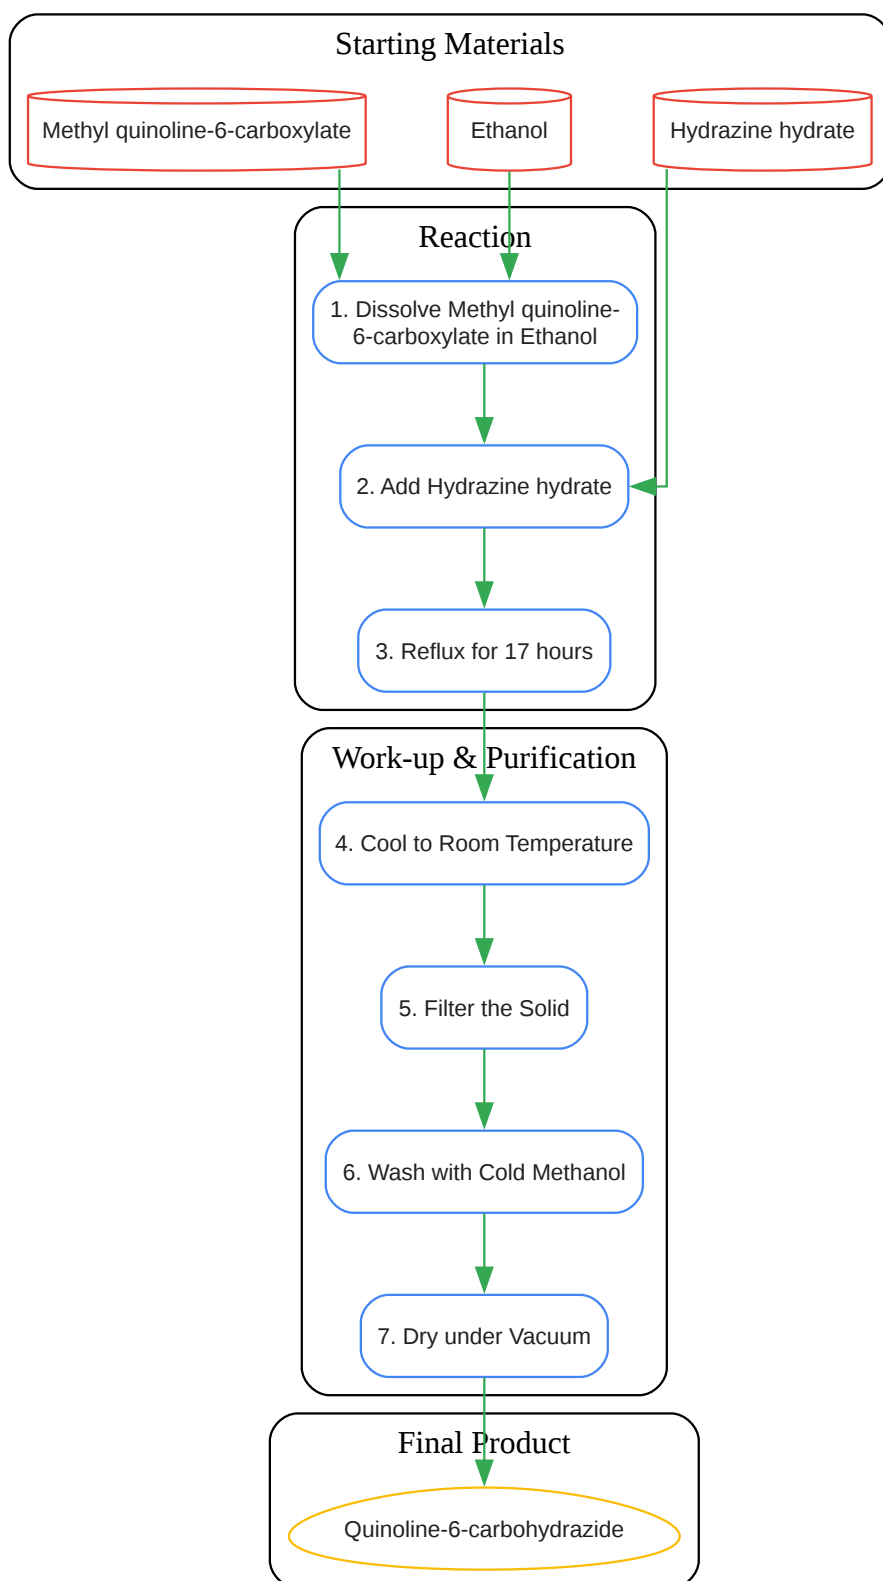 Starting Materials
Methyl quinoline-6-carboxylate
Ethanol
Hydrazine hydrate
Reaction
1. Dissolve Methyl quinoline-
6-carboxylate in Ethanol
2. Add Hydrazine hydrate
3. Reflux for 17 hours
Work-up & Purification
4. Cool to Room Temperature
5. Filter the Solid
6. Wash with Cold Methanol
7. Dry under Vacuum
Final Product
Quinoline-6-carbohydrazide